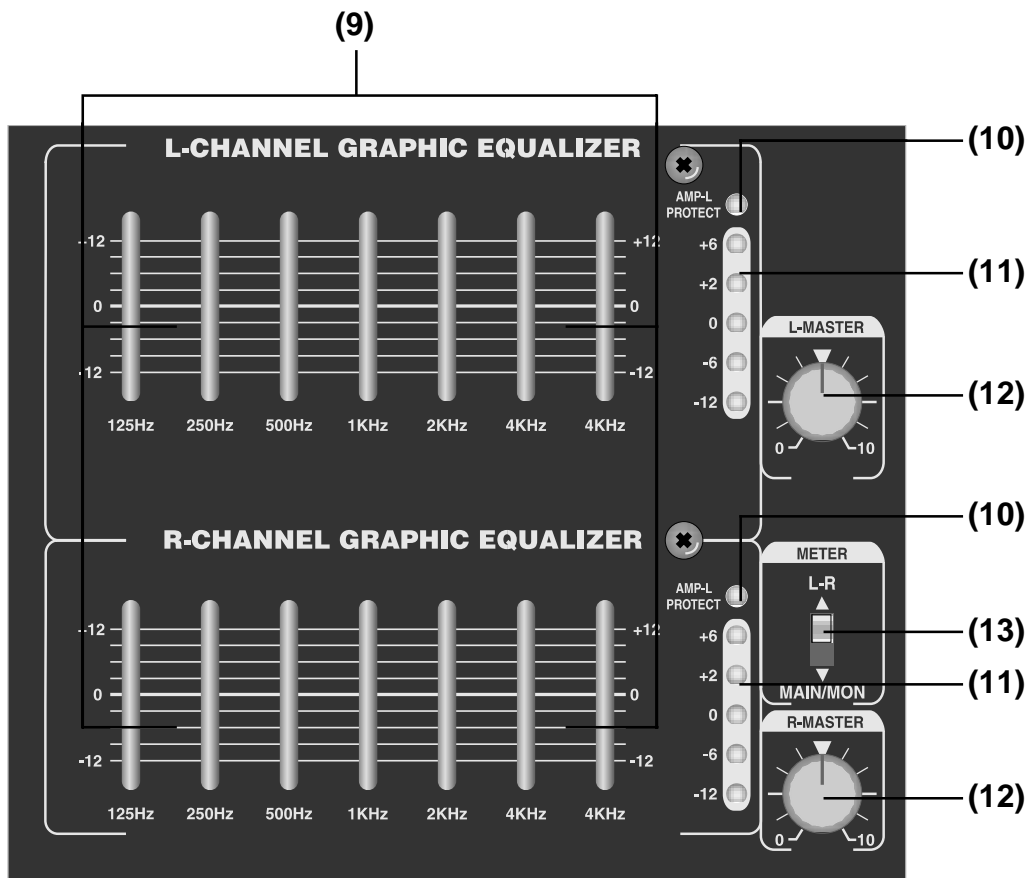 (9)
L-CHANNEL GRAPHIC EQUALIZER
(10)
AMP-L
PROTECT
+12 +12
+6
+2
(11)
0 0
0
L-MASTER
-12 -12
-6
-12
(12)
0 10
125Hz 250Hz 500Hz 1KHz 2KHz 4KHz 4KHz
R-CHANNEL GRAPHIC EQUALIZER
(10)
METER
L-R
AMP-L
PROTECT
+12 +12
+6
(13)
+2
(11)
MAIN/MON
0 0
0
R-MASTER
-12 -12
-6
-12
(12)
0 10
125Hz 250Hz 500Hz 1KHz 2KHz 4KHz 4KHz